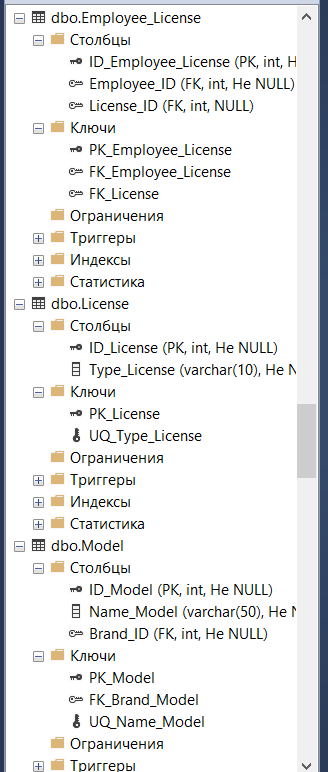 dbo.Employee_License
Столбцы
ID_Employee_License (PK, int, Н
Employee_ID (FK, int, Не NULL)
License_ID (FK, int, NULL)
Ключи
PK_Employee_License
FK_Employee_License
FK_License
Ограничения
Триггеры
Индексы
Статистика
dbo.License
Столбцы
ID_License (PK, int, Не NULL)
Type_License (varchar(10), Не N
Ключи
PK_License
UQ_Type_License
Ограничения
Триггеры
Индексы
Статистика
dbo.Model
Столбцы
ID_Model (PK, int, Не NULL)
Name_Model (varchar(50), Не N
Brand_ID (FK, int, Не NULL)
Ключи
PK_Model
FK_Brand_Model
UQ_Name_Model
Ограничения
Триггеры